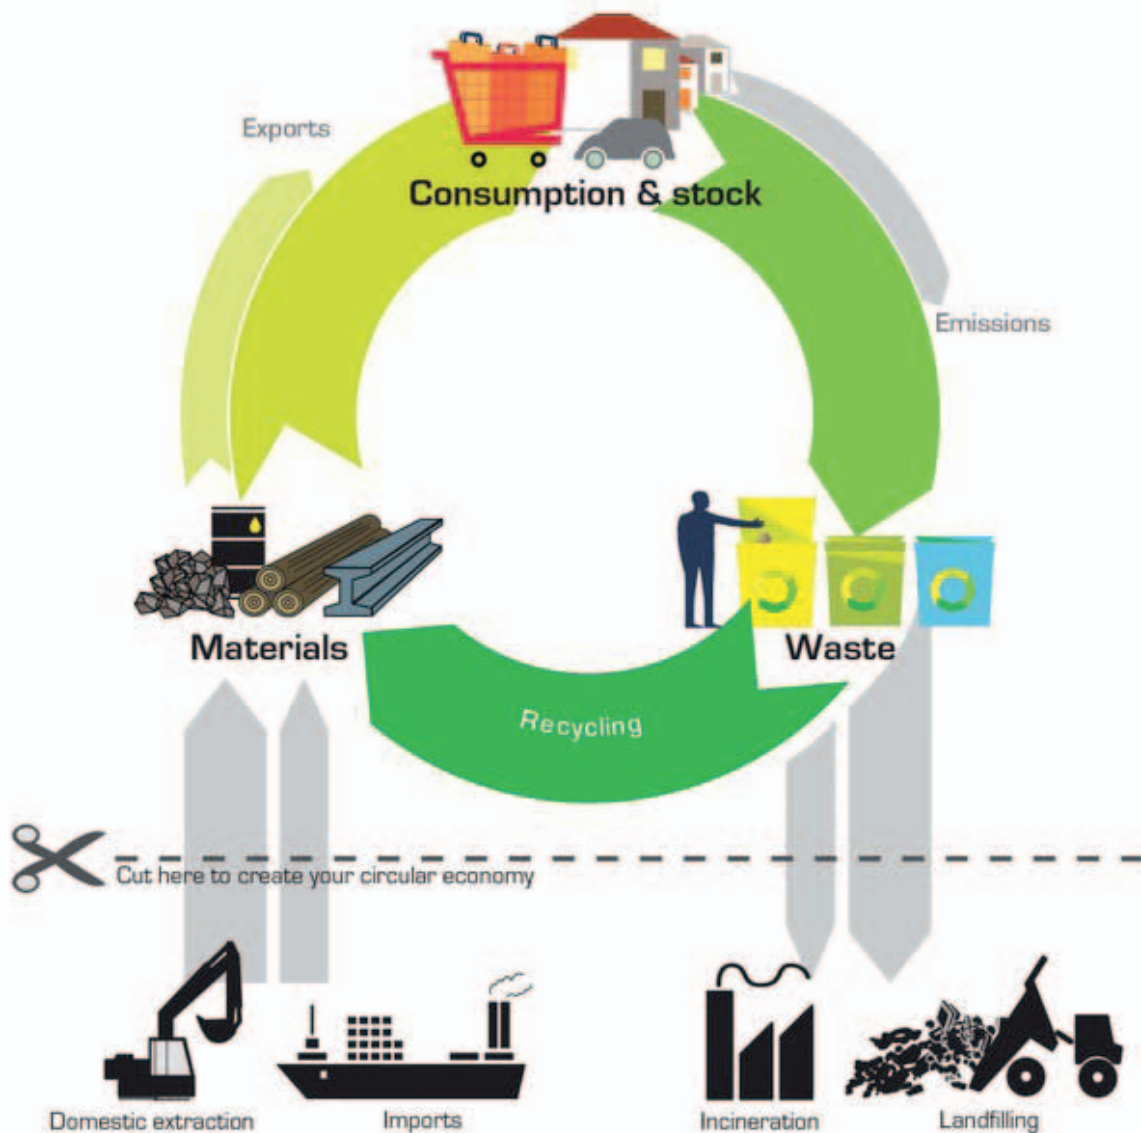 Exports
Consumption & stock
Emissions
Materials
Waste
Recycling
Cut here to create your circular economy
Domestic extraction
Imports
Incineration
Landfilling